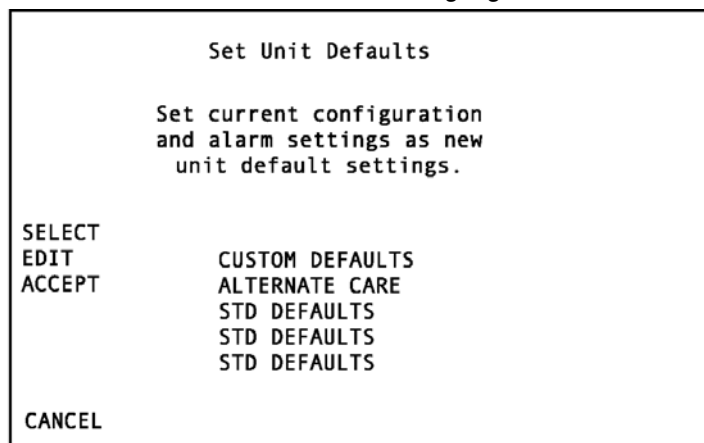 Set Unit Defaults
Set current configuration
and alarm settings as new
unit default settings.
SELECT
EDIT CUSTOM DEFAULTS
ACCEPT ALTERNATE CARE
STD DEFAULTS
STD DEFAULTS
STD DEFAULTS
CANCEL